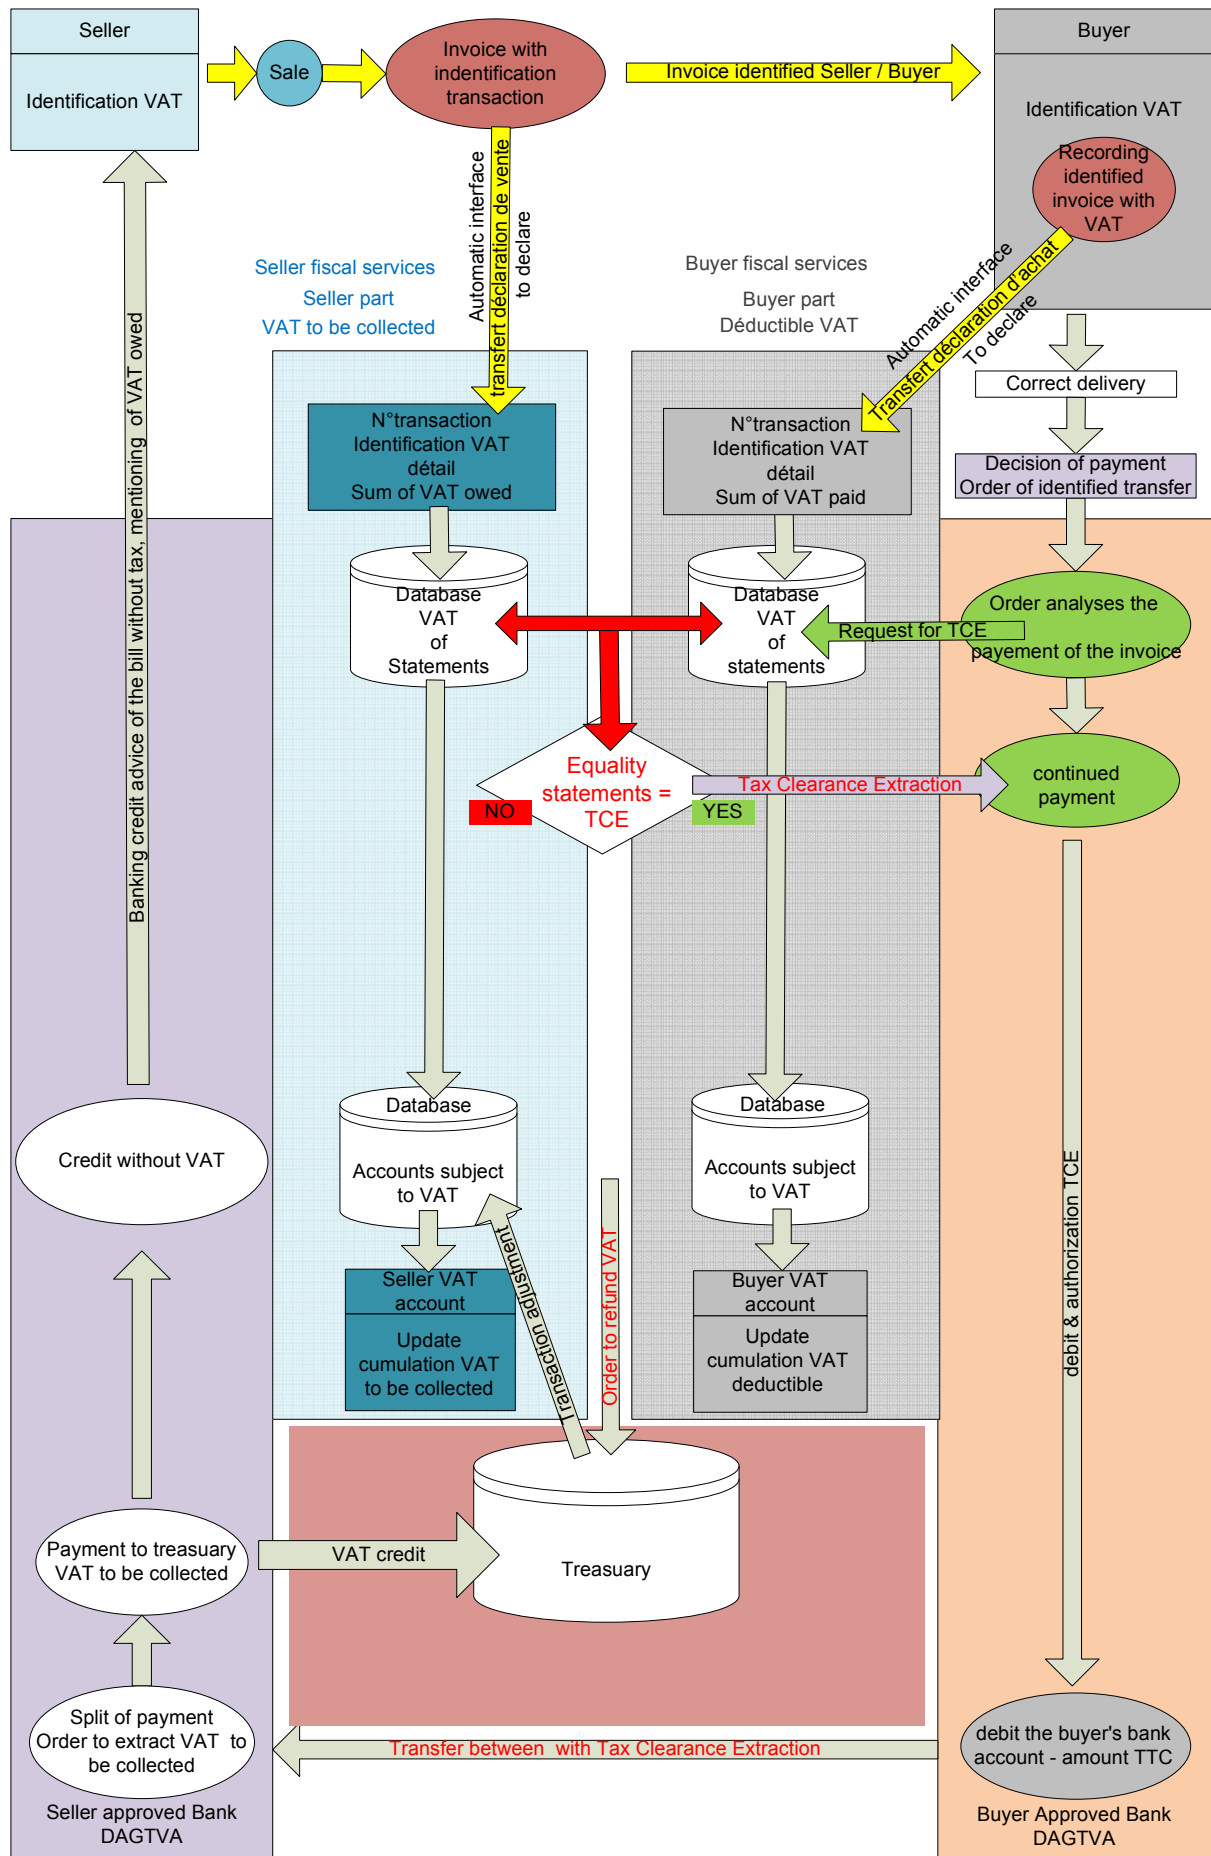 Seller
Identification VAT
Sale
Invoice with
indentification
transaction
Invoice identified Seller / Buyer
Buyer
Identification VAT
Recording
identified
invoice with
VAT
Automatic interface
transfert déclaration de vente
to declare
Automatic interface
Transfert déclaration d'achat
To declare
Seller fiscal services
Seller part
VAT to be collected
Buyer fiscal services
Buyer part
Déductible VAT
Correct delivery
Decision of payment
Order of identified transfer
N°transaction
Identification VAT
détail
Sum of VAT owed
N°transaction
Identification VAT
détail
Sum of VAT paid
Database
VAT
of
Statements
Database
VAT
of
statements
Request for TCE
Order analyses the
payement of the invoice
Equality
statements =
TCE
NO
YES
Tax Clearance Extraction
continued
payment
Banking credit advice of the bill without tax, mentioning of VAT owed
Credit without VAT
Database
Accounts subject
to VAT
Database
Accounts subject
to VAT
Seller VAT
account
Update
cumulation VAT
to be collected
Transaction adjustment
Order to refund VAT
Buyer VAT
account
Update
cumulation VAT
deductible
debit & authorization TCE
Payment to treasuary
VAT to be collected
VAT credit
Treasuary
Split of payment
Order to extract VAT to
be collected
Transfer between with Tax Clearance Extraction
debit the buyer's bank
account - amount TTC
Seller approved Bank
DAGTVA
Buyer Approved Bank
DAGTVA